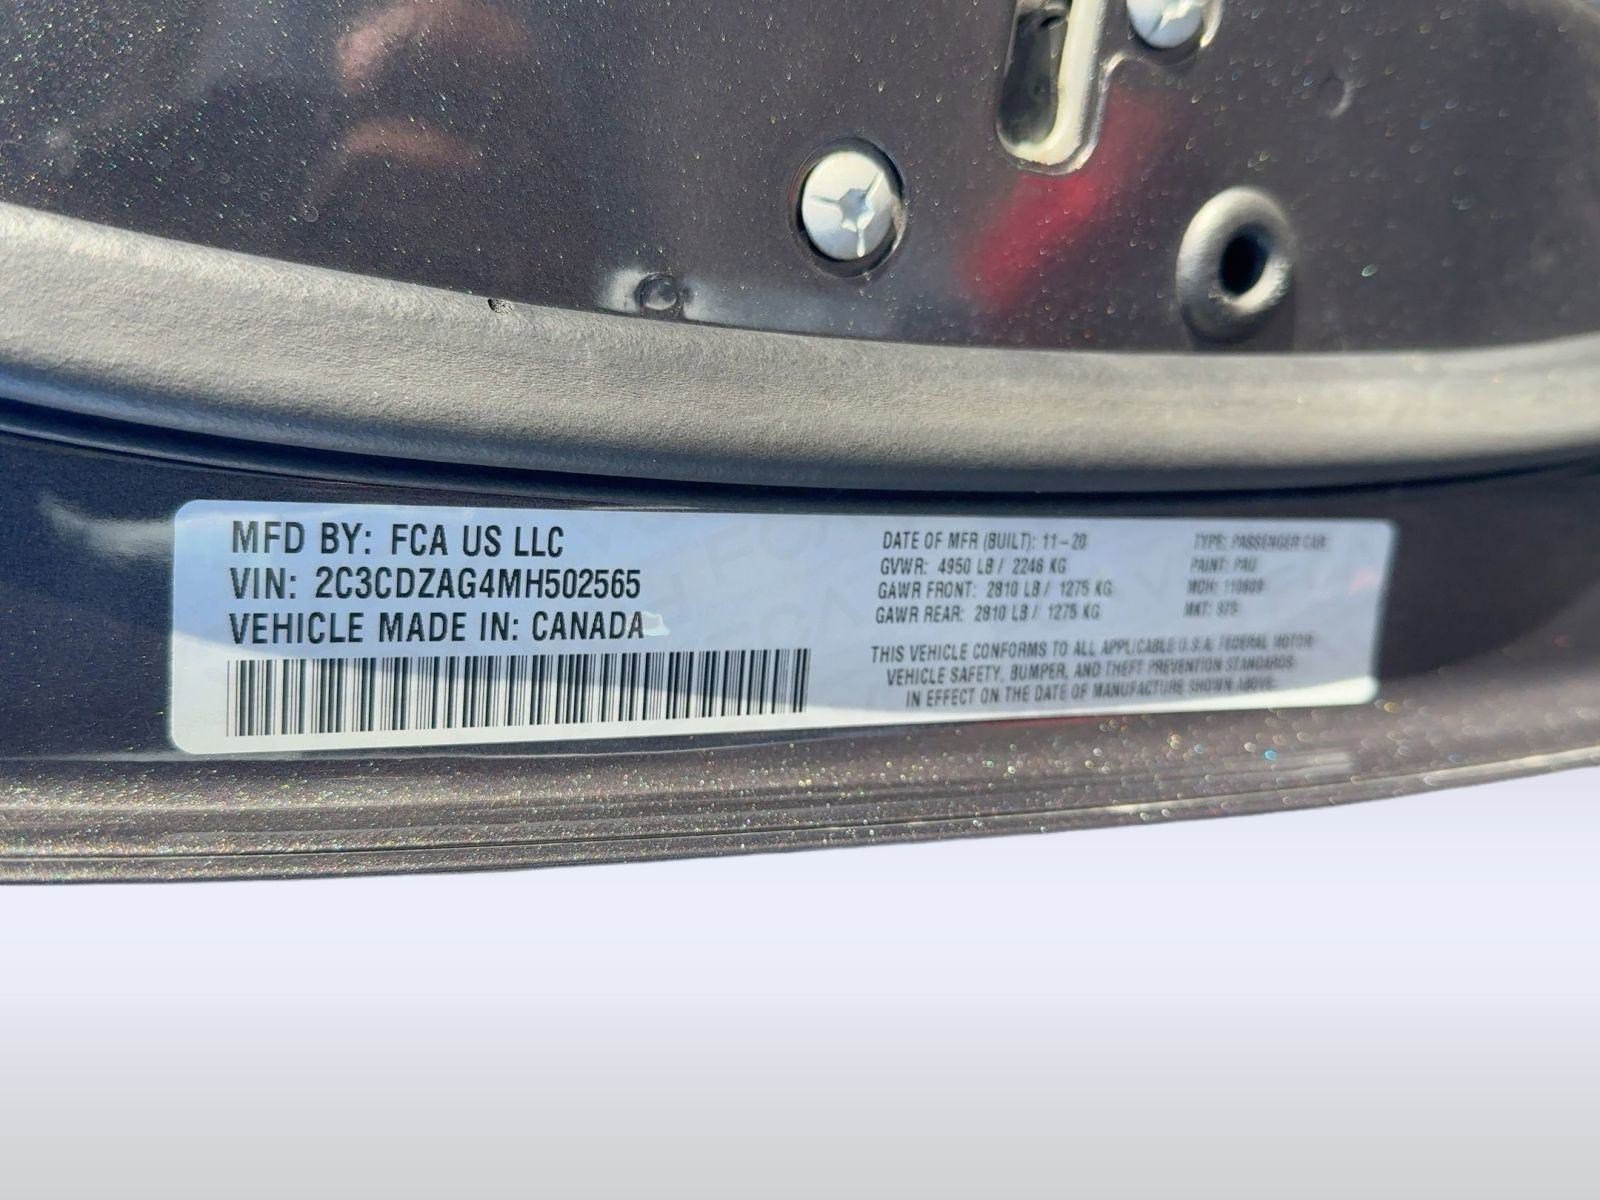 MFD BY: FCA US LLC
VIN: 2C3CDZAG4MH502565
VEHICLE MADE IN: CANADA
DATE OF MFR (BUILT): 11-20
GVWR: 4950 LB / 2246 KG
GAWR FRONT: 2810 LB / 1275 KG
GAWR REAR: 2810 LB / 1275 KG
TYPE: PASSENGER CAR
PAINT: PAU
MDH: 110809
MKT:
THIS VEHICLE CONFORMS TO ALL APPLICABLE U.S.A. FEDERAL MOTOR
VEHICLE SAFETY, BUMPER, AND THEFT PREVENTION STANDARDS
IN EFFECT ON THE DATE OF MANUFACTURE SHOWN ABOVE.